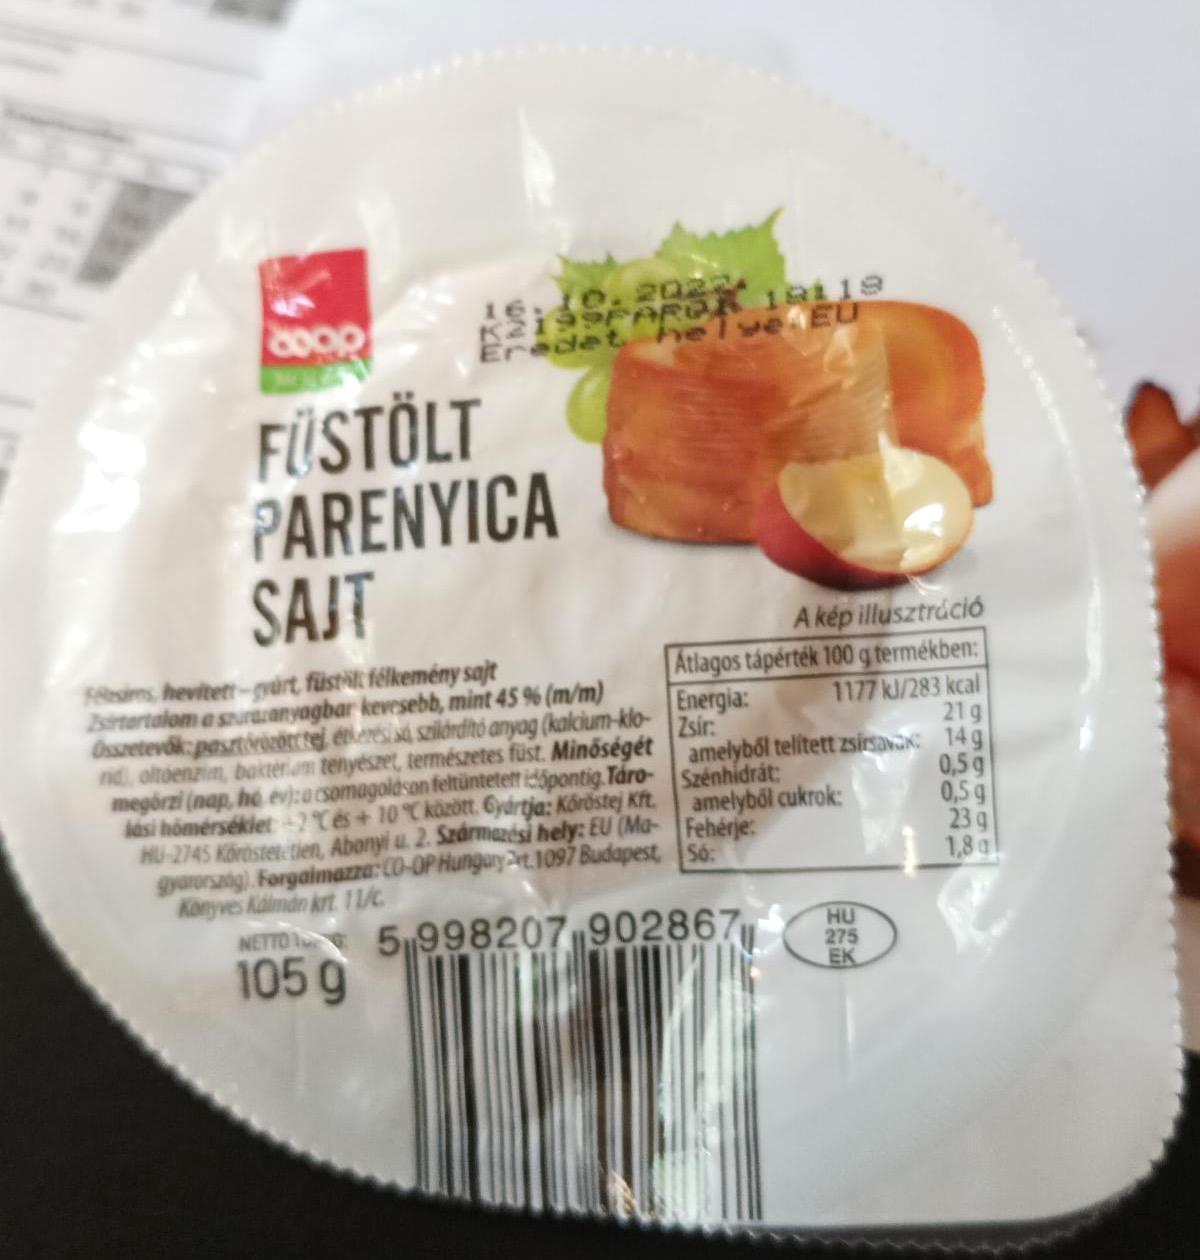 coop
16.10.2022.
Eredet helye: EU
FÜSTÖLT
PARENYICA
SAJT
A kép illusztráció
Félzsíros, hevített-gyúrt, füstölt félkemény sajt
Zsírtartalom a szárazanyagban kevesebb, mint 45 % (m/m)
Összetevők: pasztőrözött tej, étkezési só, szilárdító anyag (kalcium-klo-
rid), oltóenzim, baktérium tenyészet, természetes füst. Minőségét
megőrzi (nap, hó, év): a csomagoláson feltüntetett időpontig. Táro-
lási hőmérséklet: +2 °C és + 10 °C között. Gyártja: Kőröstej Kft.
HU-2745 Kőröstetétlen, Abonyi u. 2. Származási hely: EU (Ma-
gyarország). Forgalmazza: CO-OP Hungary Zrt. 1097 Budapest,
Könyves Kálmán krt. 11/c.
Átlagos tápérték 100 g termékben:
Energia: 1177 kJ/283 kcal
Zsír: 21 g
amelyből telített zsírsavak: 14 g
Szénhidrát: 0,5 g
amelyből cukrok: 0,5 g
Fehérje: 23 g
Só: 1,8 g
NETTÓ
105 g
5 998207 902867
HU
275
EK